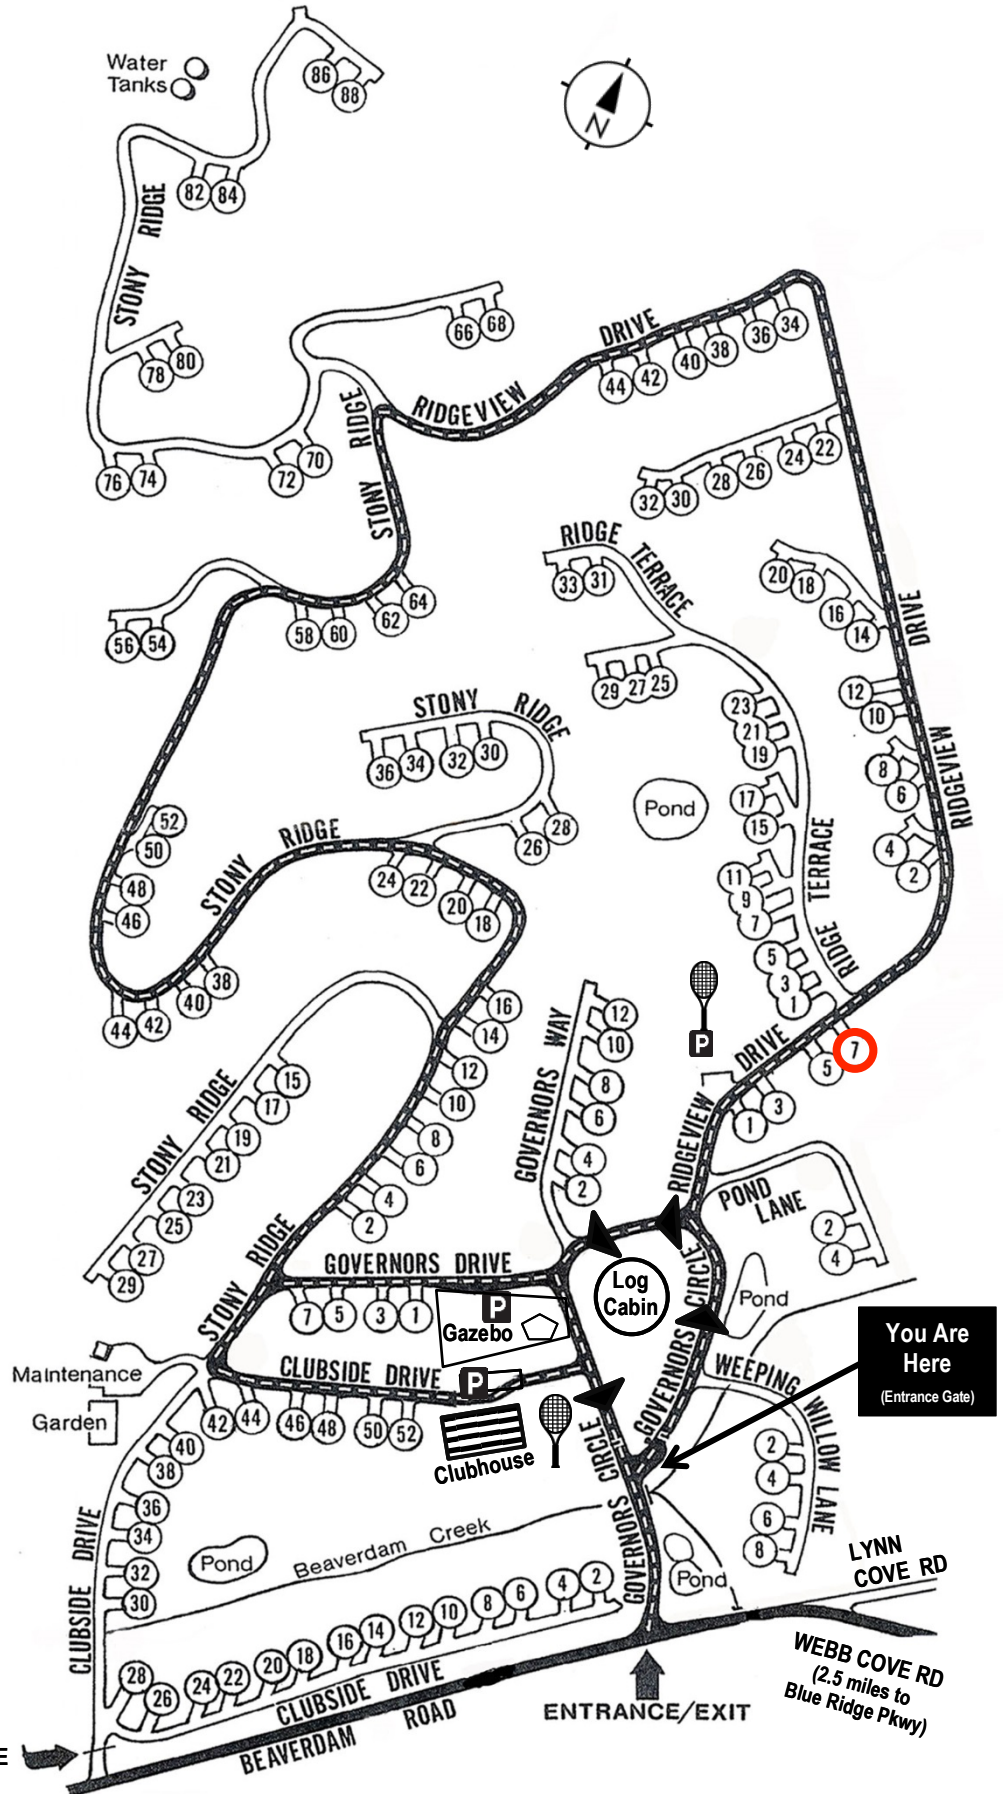 86
88
Water
Tanks
N
82
84
STONY RIDGE
78
80
66
68
76
74
72
70
STONY RIDGE
RIDGEVIEW DRIVE
44
42
40
38
36
34
32
30
28
26
24
22
RIDGE TERRACE
33
31
20
18
16
14
RIDGEVIEW DRIVE
56
54
58
60
62
64
29
27
25
12
10
8
6
4
2
23
21
19
17
15
11
9
7
5
3
1
RIDGE TERRACE
STONY RIDGE
36
34
32
30
28
26
Pond
STONY RIDGE
52
50
48
46
44
42
40
38
24
22
20
18
16
14
12
10
8
6
4
2
GOVERNORS WAY
12
10
8
6
4
2
P
RIDGEVIEW DRIVE
7
5
3
1
STONY RIDGE
15
17
19
21
23
25
27
29
POND
LANE
2
4
Pond
STONY RIDGE
GOVERNORS DRIVE
7
5
3
1
P
Gazebo
Log
Cabin
GOVERNORS CIRCLE
You Are
Here
(Entrance Gate)
Maintenance
Garden
CLUBSIDE DRIVE
P
42
44
46
48
50
52
Clubhouse
WEEPING WILLOW LANE
2
4
6
8
40
38
36
34
32
30
CLUBSIDE DRIVE
Pond
Beaverdam Creek
GOVERNORS CIRCLE
Pond
LYNN
COVE RD
28
26
24
22
20
18
16
14
12
10
8
6
4
2
CLUBSIDE DRIVE
BEAVERDAM ROAD
ENTRANCE/EXIT
WEBB COVE RD
(2.5 miles to
Blue Ridge Pkwy)
E